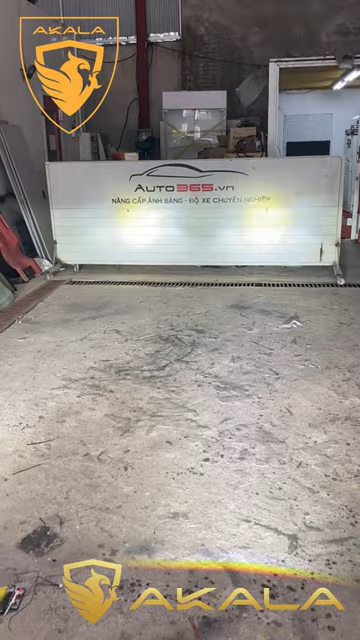 AKALA
AUTO365.VN
NÂNG CẤP ÁNH SÁNG - ĐỘ XE CHUYÊN NGHIỆP
AKALA